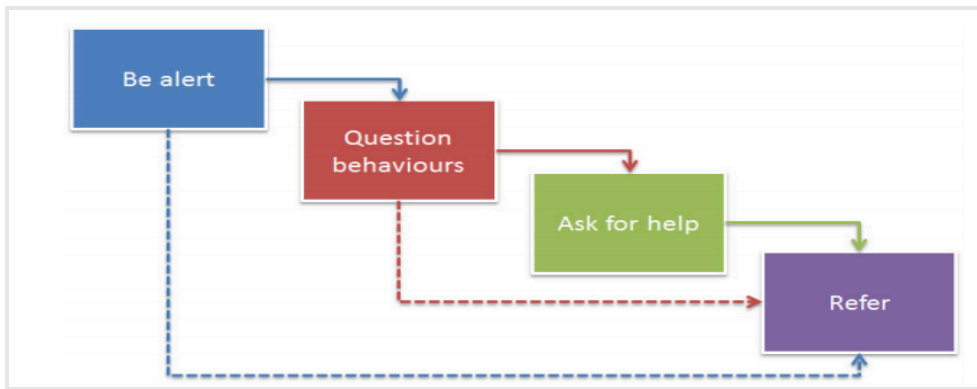 Be alert
Question
behaviours
Ask for help
Refer